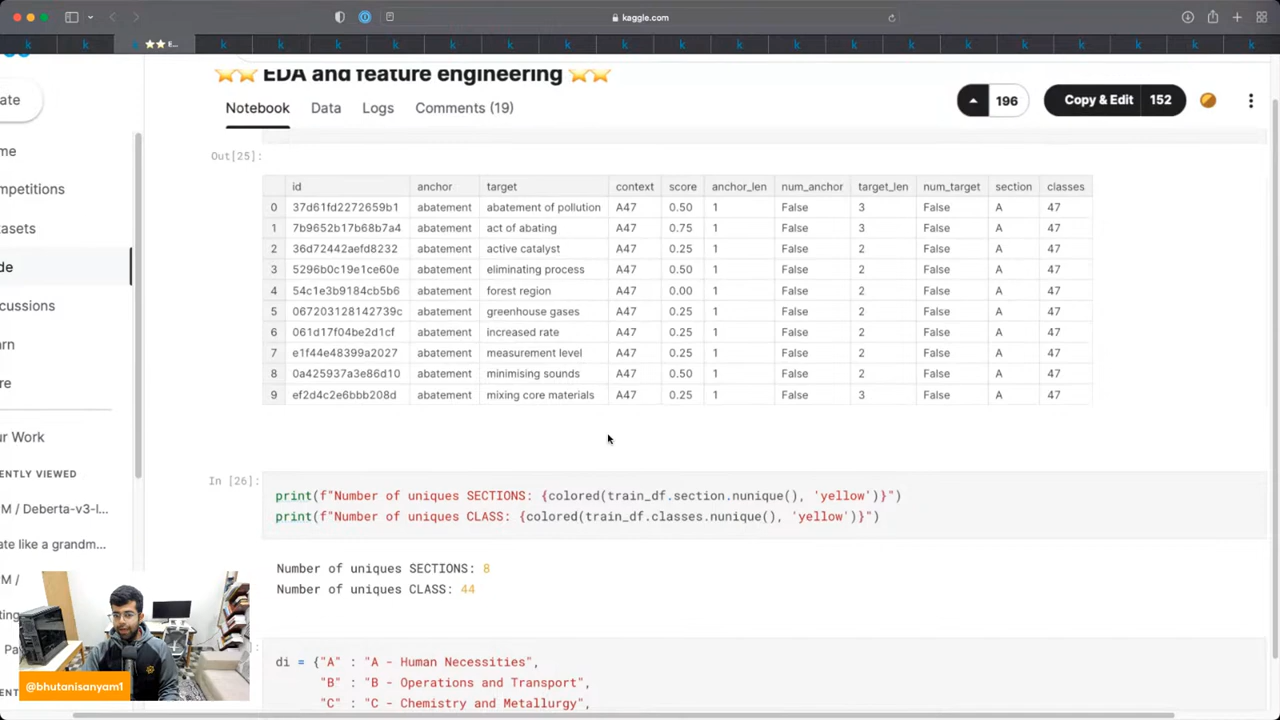 kaggle.com
⭐⭐ E...
⭐⭐ EDA and feature engineering ⭐⭐
ate
196
Copy & Edit 152
Notebook Data Logs Comments (19)
me
mpetitions
asets
de
cussions
rn
re
ur Work
ENTLY VIEWED
M / Deberta-v3-l...
ate like a grandm...
PM /
ting
Pa
ENT
Out[25]:
id anchor target context score anchor_len num_anchor target_len num_target section classes
0 37d61fd2272659b1 abatement abatement of pollution A47 0.50 1 False 3 False A 47
1 7b9652b17b68b7a4 abatement act of abating A47 0.75 1 False 3 False A 47
2 36d72442aefd8232 abatement active catalyst A47 0.25 1 False 2 False A 47
3 5296b0c19e1ce60e abatement eliminating process A47 0.50 1 False 2 False A 47
4 54c1e3b9184cb5b6 abatement forest region A47 0.00 1 False 2 False A 47
5 067203128142739c abatement greenhouse gases A47 0.25 1 False 2 False A 47
6 061d17f04be2d1cf abatement increased rate A47 0.25 1 False 2 False A 47
7 e1f44e48399a2027 abatement measurement level A47 0.25 1 False 2 False A 47
8 0a425937a3e86d10 abatement minimising sounds A47 0.50 1 False 2 False A 47
9 ef2d4c2e6bbb208d abatement mixing core materials A47 0.25 1 False 3 False A 47
In [26]:
print(f"Number of uniques SECTIONS: {colored(train_df.section.nunique(), 'yellow')}")
print(f"Number of uniques CLASS: {colored(train_df.classes.nunique(), 'yellow')}")
Number of uniques SECTIONS: 8
Number of uniques CLASS: 44
di = {"A" : "A - Human Necessities",
"B" : "B - Operations and Transport",
"C" : "C - Chemistry and Metallurgy",
@bhutanisanyam1